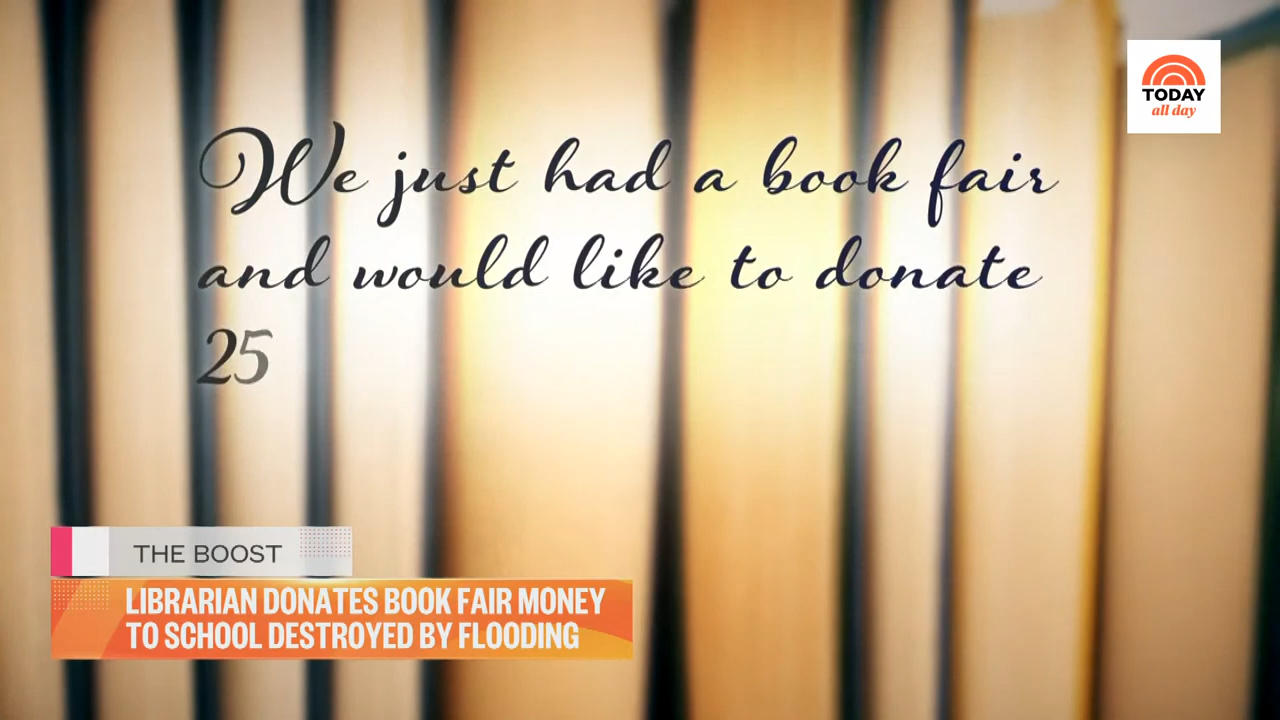 TODAY
all day
We just had a book fair
and would like to donate
25
THE BOOST
LIBRARIAN DONATES BOOK FAIR MONEY
TO SCHOOL DESTROYED BY FLOODING